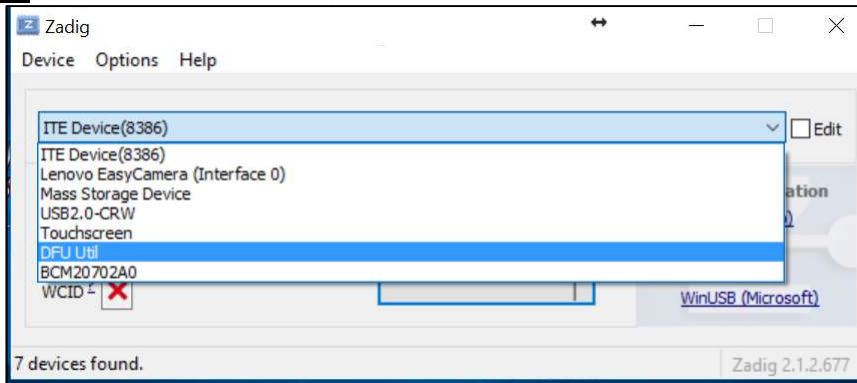 Zadig
Device Options Help
ITE Device(8386)
Edit
ITE Device(8386)
Lenovo EasyCamera (Interface 0)
Mass Storage Device
USB2.0-CRW
Touchscreen
DFU Util
BCM20702A0
WCID ?
WinUSB (Microsoft)
7 devices found.
Zadig 2.1.2.677